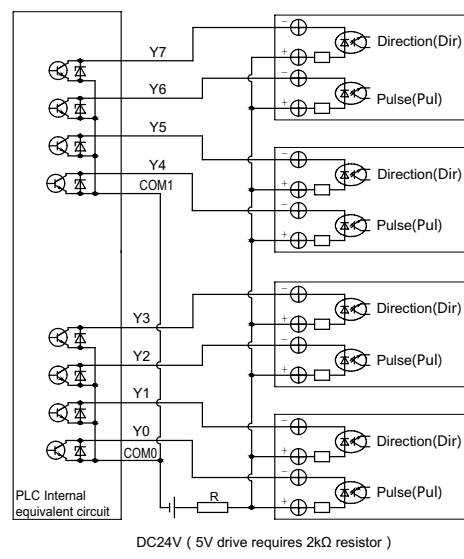 Y7
Direction(Dir)
Y6
Pulse(Pul)
Y5
Direction(Dir)
Y4
COM1
Pulse(Pul)
Y3
Direction(Dir)
Y2
Pulse(Pul)
Y1
Direction(Dir)
Y0
COM0
Pulse(Pul)
R
PLC Internal
equivalent circuit
DC24V ( 5V drive requires 2kΩ resistor )